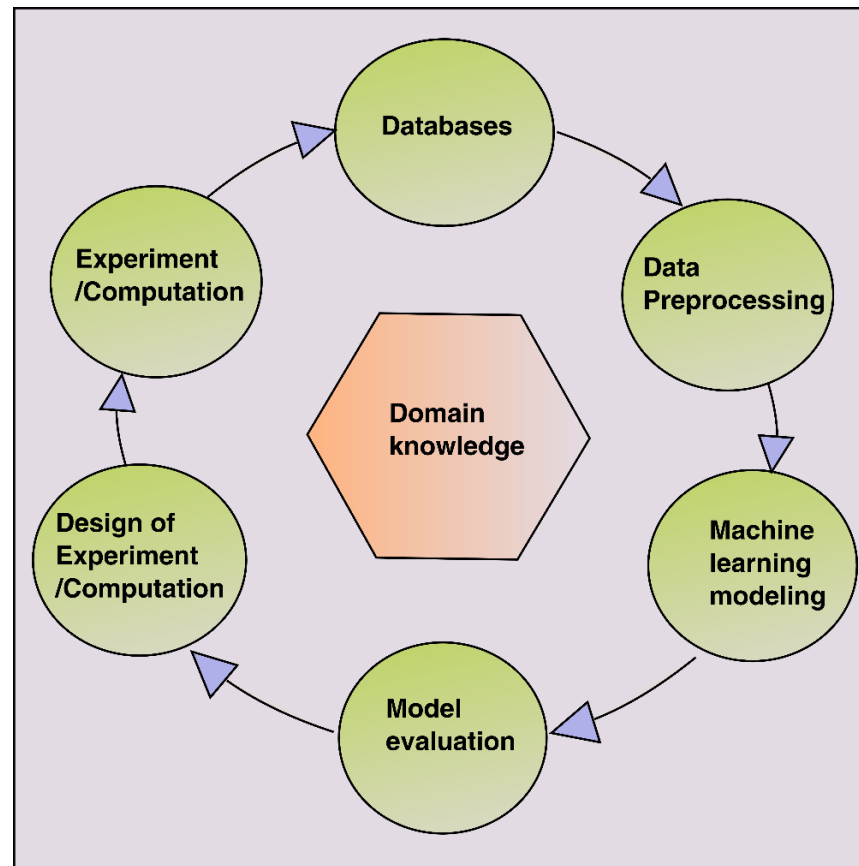 Databases
Data
Preprocessing
Machine
learning
modeling
Model
evaluation
Design of
Experiment
/Computation
Experiment
/Computation
Domain
knowledge